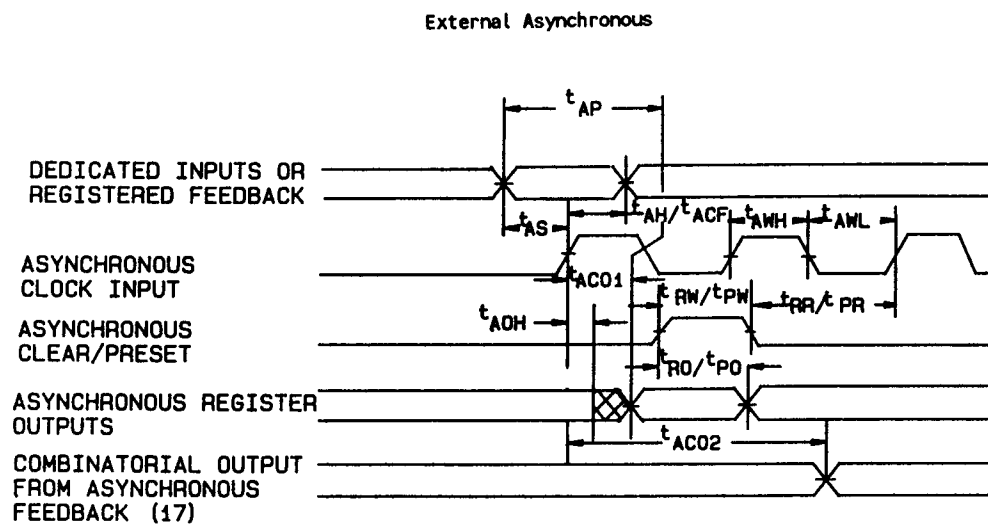 External Asynchronous
tAP
DEDICATED INPUTS OR
REGISTERED FEEDBACK
tAS
tAH/tACF
tAWH
tAWL
ASYNCHRONOUS
CLOCK INPUT
tACO1
tRW/tPW
tRR/tPR
ASYNCHRONOUS
CLEAR/PRESET
tAOH
tRO/tPO
ASYNCHRONOUS REGISTER
OUTPUTS
tACO2
COMBINATORIAL OUTPUT
FROM ASYNCHRONOUS
FEEDBACK (17)